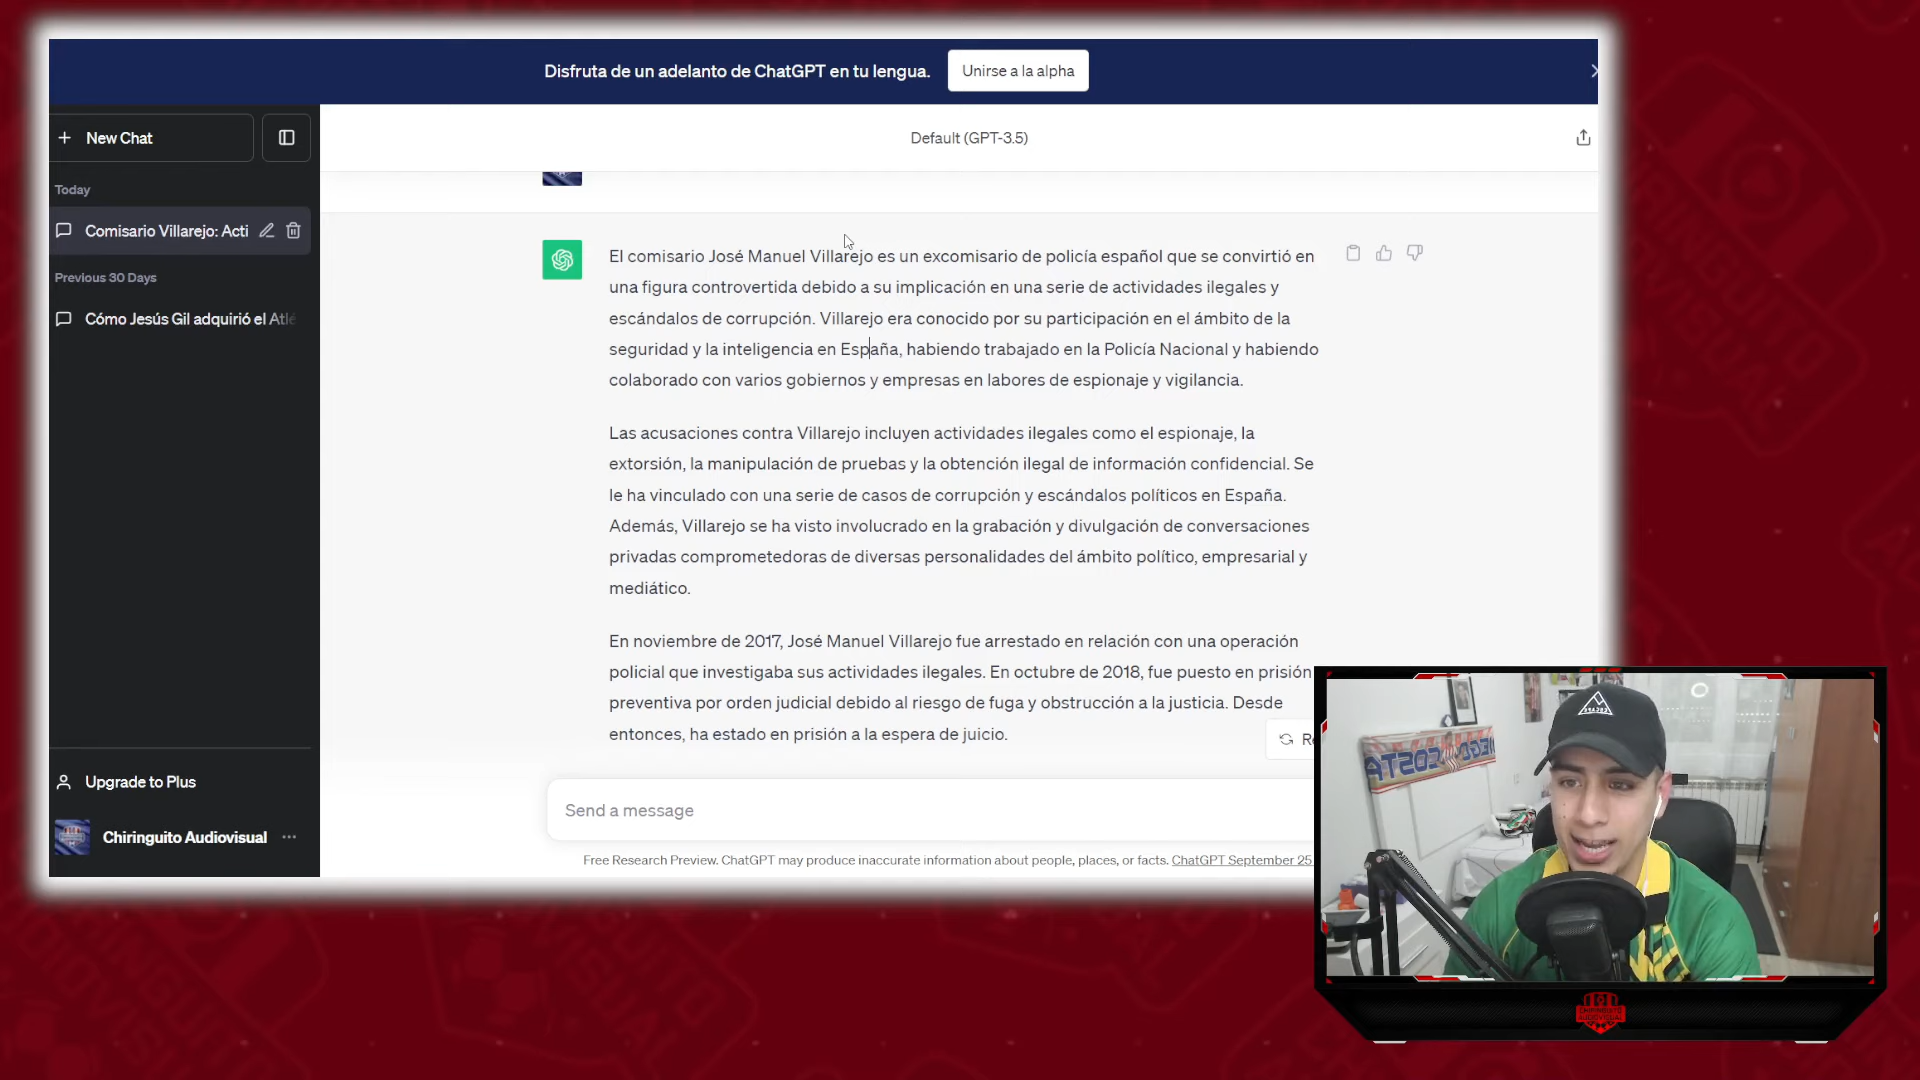 Disfruta de un adelanto de ChatGPT en tu lengua.
Unirse a la alpha
New Chat
Default (GPT-3.5)
Today
Comisario Villarejo: Acti
Previous 30 Days
Cómo Jesús Gil adquirió el Atlé
El comisario José Manuel Villarejo es un excomisario de policía español que se convirtió en
una figura controvertida debido a su implicación en una serie de actividades ilegales y
escándalos de corrupción. Villarejo era conocido por su participación en el ámbito de la
seguridad y la inteligencia en España, habiendo trabajado en la Policía Nacional y habiendo
colaborado con varios gobiernos y empresas en labores de espionaje y vigilancia.
Las acusaciones contra Villarejo incluyen actividades ilegales como el espionaje, la
extorsión, la manipulación de pruebas y la obtención ilegal de información confidencial. Se
le ha vinculado con una serie de casos de corrupción y escándalos políticos en España.
Además, Villarejo se ha visto involucrado en la grabación y divulgación de conversaciones
privadas comprometedoras de diversas personalidades del ámbito político, empresarial y
mediático.
En noviembre de 2017, José Manuel Villarejo fue arrestado en relación con una operación
policial que investigaba sus actividades ilegales. En octubre de 2018, fue puesto en prisión
preventiva por orden judicial debido al riesgo de fuga y obstrucción a la justicia. Desde
entonces, ha estado en prisión a la espera de juicio.
Re
Send a message
Free Research Preview. ChatGPT may produce inaccurate information about people, places, or facts. ChatGPT September 25
Upgrade to Plus
Chiringuito Audiovisual
DIEGO COSTA
CHIRINGUITO
AUDIOVISUAL